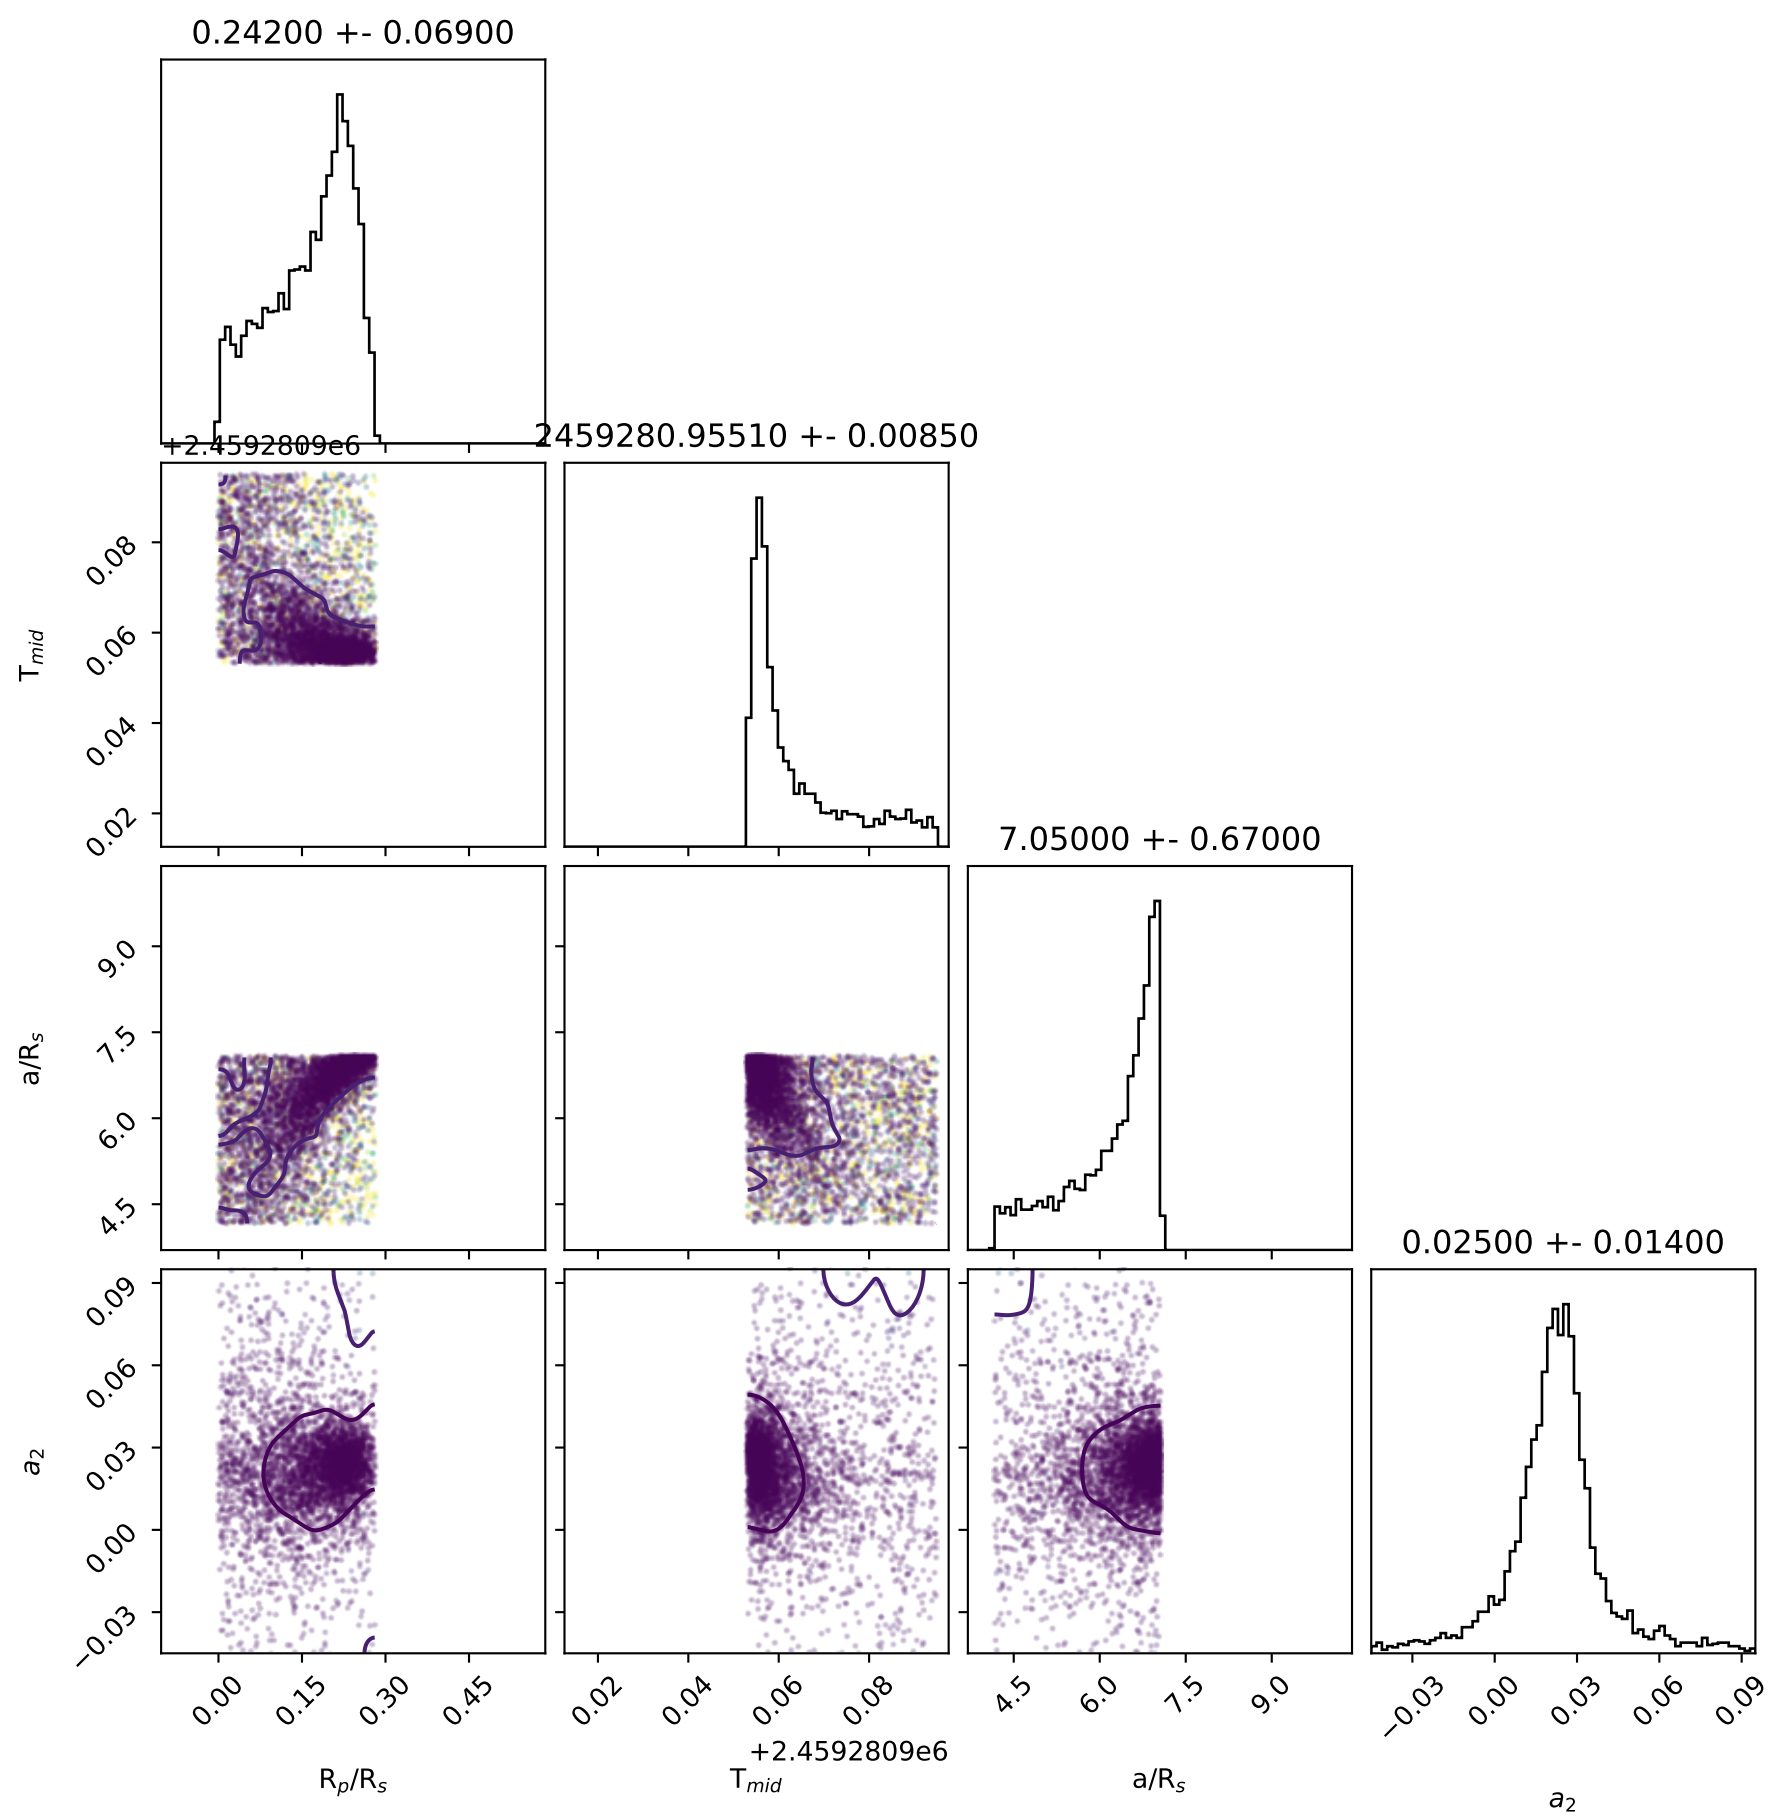 0.24200 +- 0.06900
+2.4592809e6
2459280.95510 +- 0.00850
0.08
0.06
0.04
0.02
T_mid
7.05000 +- 0.67000
9.0
7.5
6.0
4.5
a/R_s
0.02500 +- 0.01400
0.09
0.06
0.03
0.00
−0.03
a_2
0.00 0.15 0.30 0.45
0.02 0.04 0.06 0.08
4.5 6.0 7.5 9.0
−0.03 0.00 0.03 0.06 0.09
+2.4592809e6
R_p/R_s
T_mid
a/R_s
a_2